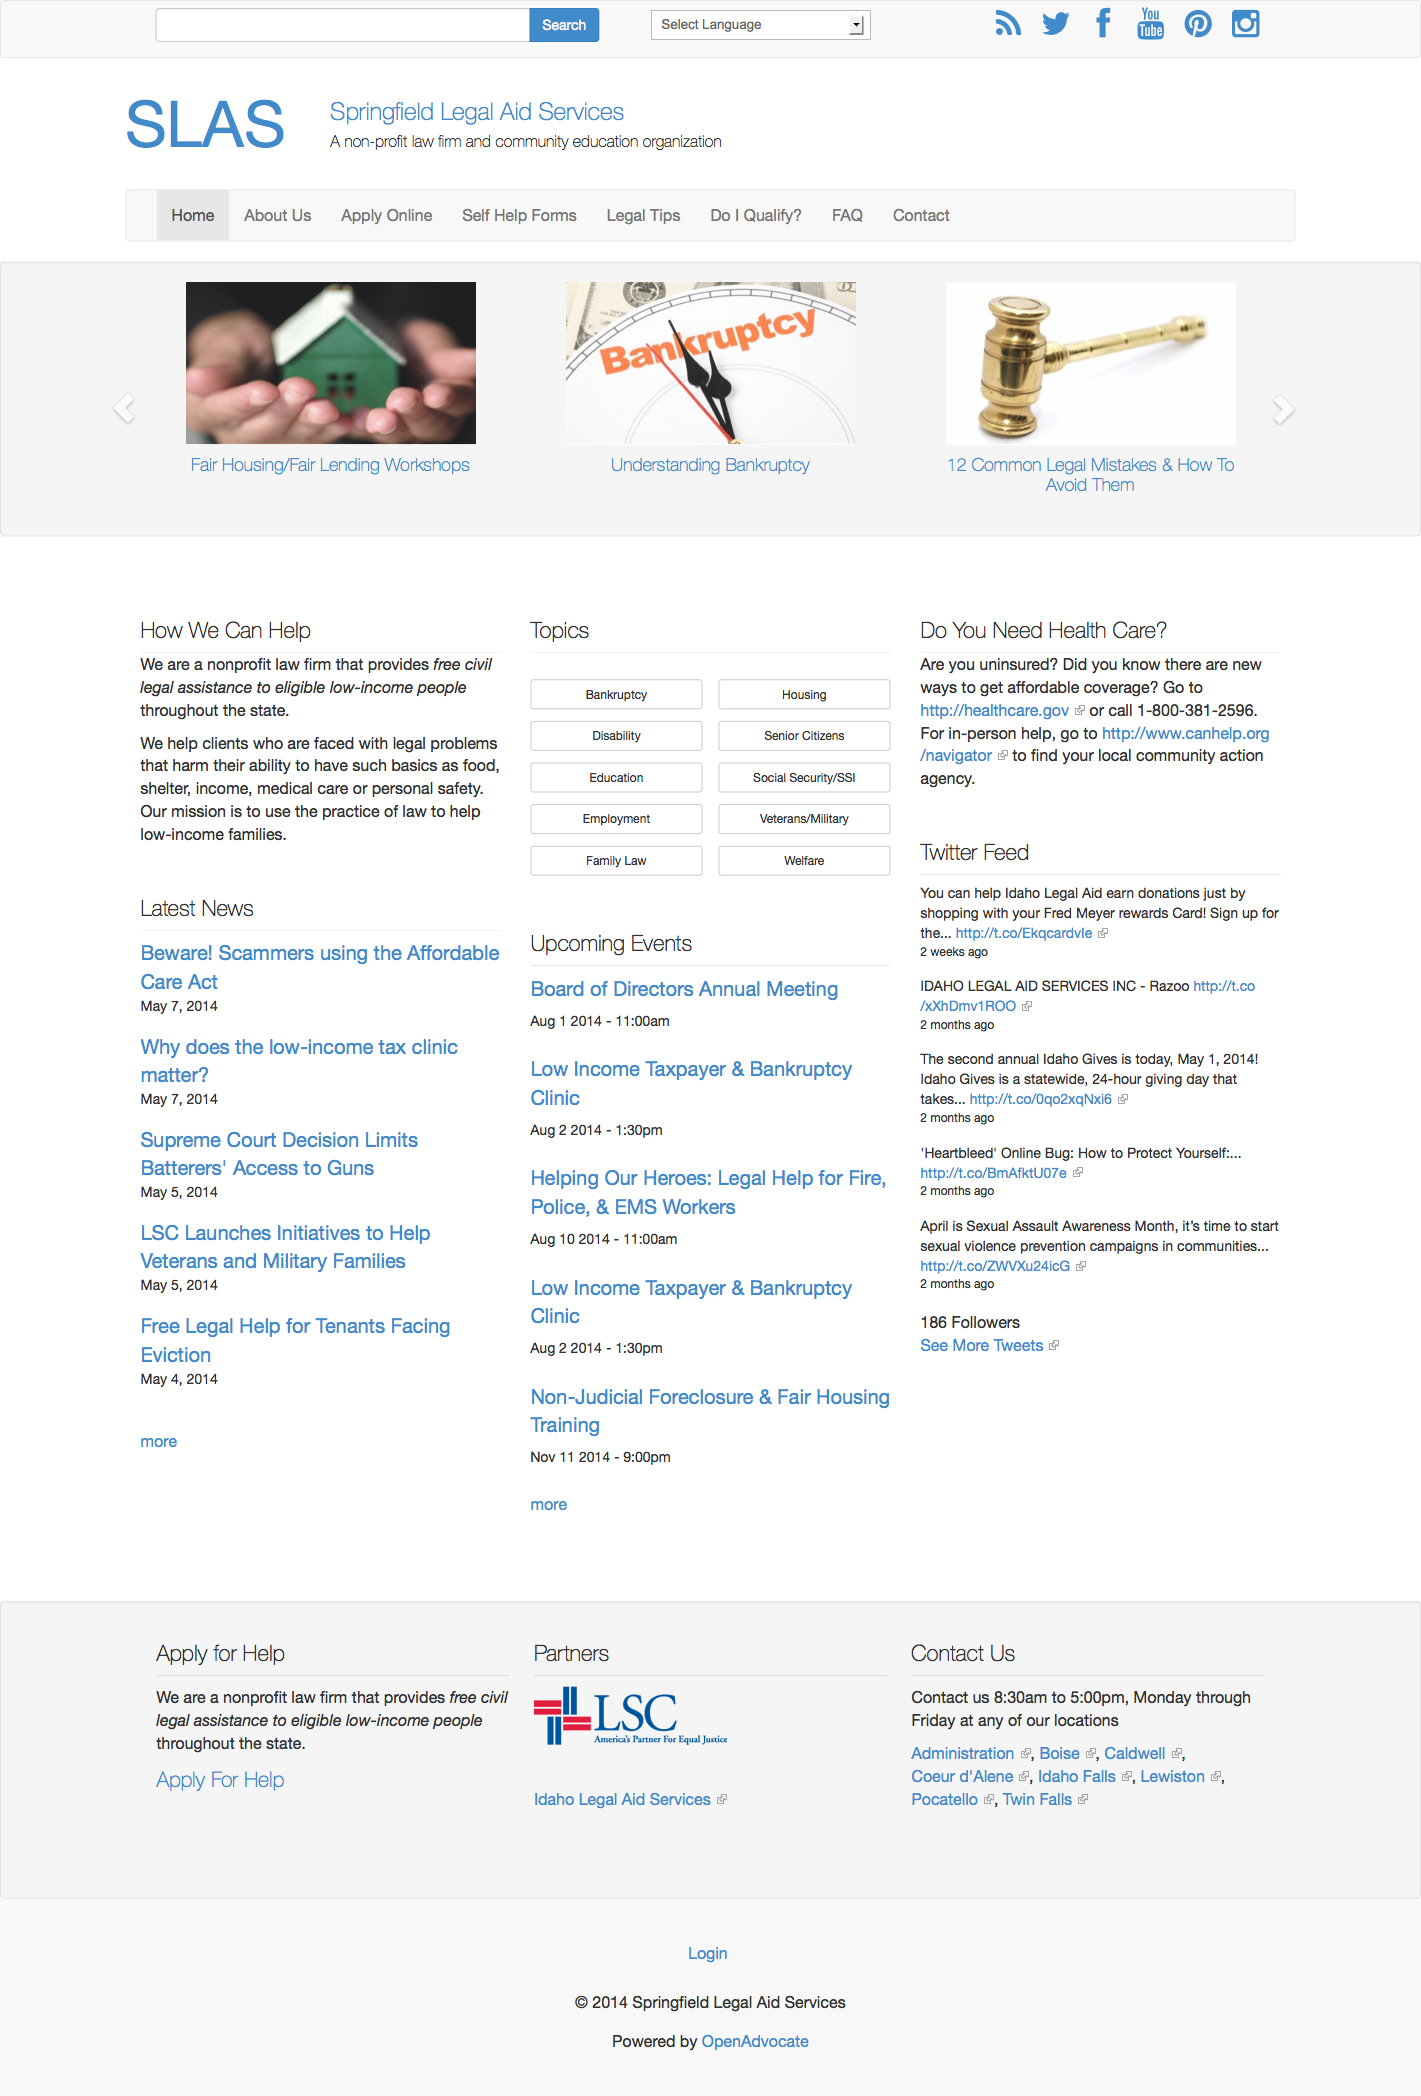 Search
Select Language
You
Tube
SLAS
Springfield Legal Aid Services
A non-profit law firm and community education organization
Home
About Us
Apply Online
Self Help Forms
Legal Tips
Do I Qualify?
FAQ
Contact
Bankruptcy
Fair Housing/Fair Lending Workshops
Understanding Bankruptcy
12 Common Legal Mistakes & How To
Avoid Them
How We Can Help
We are a nonprofit law firm that provides free civil
legal assistance to eligible low-income people
throughout the state.
We help clients who are faced with legal problems
that harm their ability to have such basics as food,
shelter, income, medical care or personal safety.
Our mission is to use the practice of law to help
low-income families.
Latest News
Beware! Scammers using the Affordable
Care Act
May 7, 2014
Why does the low-income tax clinic
matter?
May 7, 2014
Supreme Court Decision Limits
Batterers' Access to Guns
May 5, 2014
LSC Launches Initiatives to Help
Veterans and Military Families
May 5, 2014
Free Legal Help for Tenants Facing
Eviction
May 4, 2014
more
Topics
Bankruptcy
Housing
Disability
Senior Citizens
Education
Social Security/SSI
Employment
Veterans/Military
Family Law
Welfare
Upcoming Events
Board of Directors Annual Meeting
Aug 1 2014 - 11:00am
Low Income Taxpayer & Bankruptcy
Clinic
Aug 2 2014 - 1:30pm
Helping Our Heroes: Legal Help for Fire,
Police, & EMS Workers
Aug 10 2014 - 11:00am
Low Income Taxpayer & Bankruptcy
Clinic
Aug 2 2014 - 1:30pm
Non-Judicial Foreclosure & Fair Housing
Training
Nov 11 2014 - 9:00pm
more
Do You Need Health Care?
Are you uninsured? Did you know there are new
ways to get affordable coverage? Go to
http://healthcare.gov or call 1-800-381-2596.
For in-person help, go to http://www.canhelp.org
/navigator to find your local community action
agency.
Twitter Feed
You can help Idaho Legal Aid earn donations just by
shopping with your Fred Meyer rewards Card! Sign up for
the... http://t.co/Ekqcardvle
2 weeks ago
IDAHO LEGAL AID SERVICES INC - Razoo http://t.co
/xXhDmv1ROO
2 months ago
The second annual Idaho Gives is today, May 1, 2014!
Idaho Gives is a statewide, 24-hour giving day that
takes... http://t.co/0qo2xqNxi6
2 months ago
'Heartbleed' Online Bug: How to Protect Yourself:...
http://t.co/BmAfktU07e
2 months ago
April is Sexual Assault Awareness Month, it's time to start
sexual violence prevention campaigns in communities...
http://t.co/ZWVXu24icG
2 months ago
186 Followers
See More Tweets
Apply for Help
We are a nonprofit law firm that provides free civil
legal assistance to eligible low-income people
throughout the state.
Apply For Help
Partners
LSC
America's Partner For Equal Justice
Idaho Legal Aid Services
Contact Us
Contact us 8:30am to 5:00pm, Monday through
Friday at any of our locations
Administration , Boise , Caldwell ,
Coeur d'Alene , Idaho Falls , Lewiston ,
Pocatello , Twin Falls
Login
© 2014 Springfield Legal Aid Services
Powered by OpenAdvocate